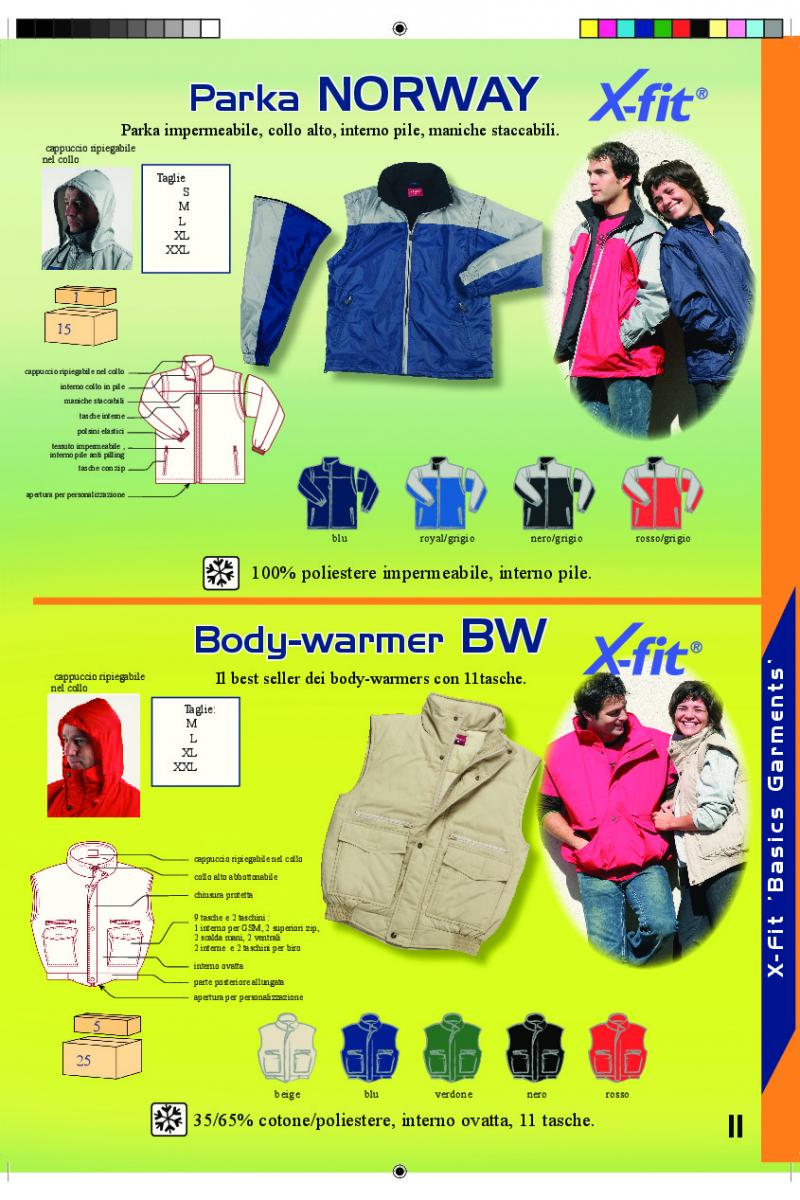 Parka NORWAY
X-fit®
Parka impermeabile, collo alto, interno pile, maniche staccabili.
cappuccio ripiegabile
nel collo
Taglie
S
M
L
XL
XXL
1
15
cappuccio ripiegabile nel collo
interno collo in pile
maniche staccabili
tasche interne
polsini elastici
tessuto impermeabile ,
interno pile anti pilling
tasche con zip
apertura per personalizzazione
blu
royal/grigio
nero/grigio
rosso/grigio
100% poliestere impermeabile, interno pile.
Body-warmer BW
X-fit®
Il best seller dei body-warmers con 11tasche.
cappuccio ripiegabile
nel collo
Taglie:
M
L
XL
XXL
cappuccio ripiegabile nel collo
collo alto abbottonabile
chiusura protetta
9 tasche e 2 taschini :
1 interno per GSM, 2 superiori zip,
2 scalda mani, 2 ventrali
2 interne e 2 taschini per biro
interno ovatta
parte posteriore allungata
apertura per personalizzazione
5
25
beige
blu
verdone
nero
rosso
35/65% cotone/poliestere, interno ovatta, 11 tasche.
X-Fit 'Basics Garments'
II